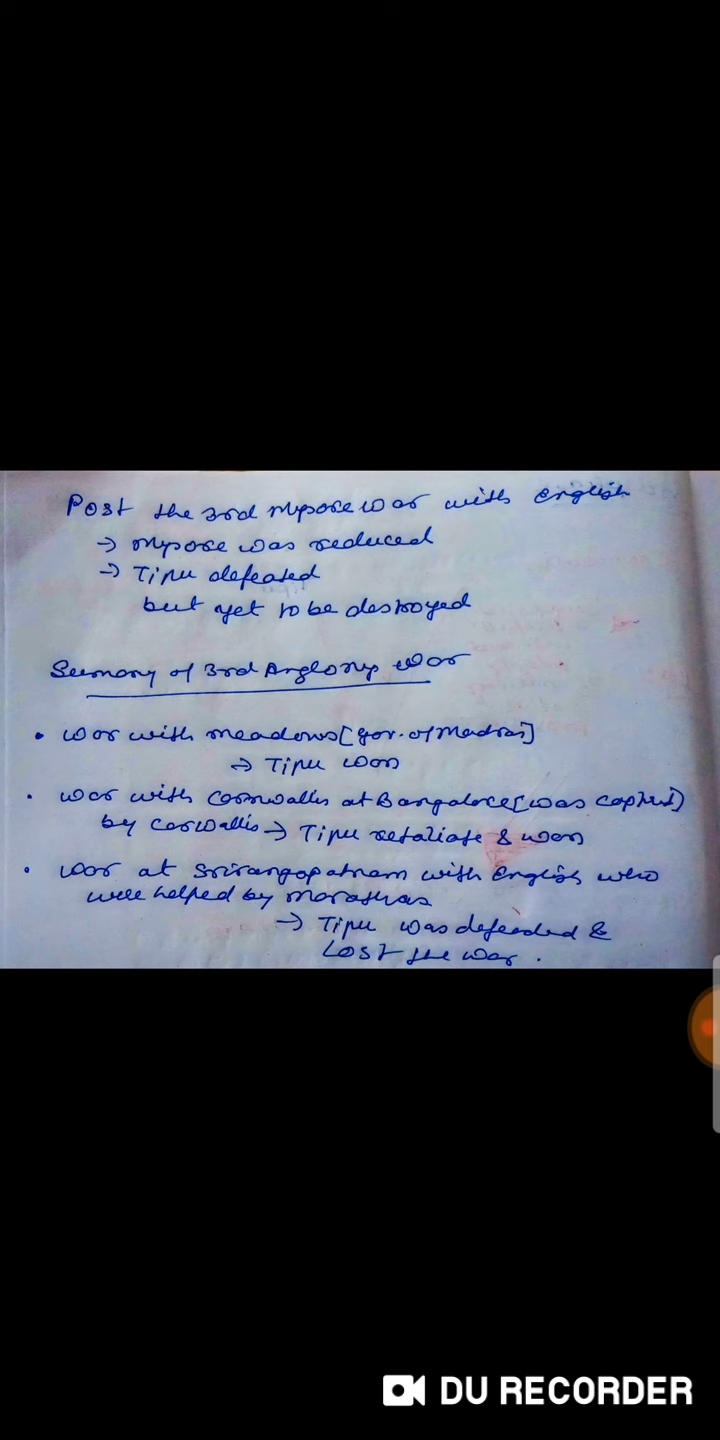 Post the 3rd Mysore war with English
→ Mysore was reduced
→ Tipu defeated
but yet to be destroyed
Summary of 3rd Anglo Mys War
• War with Meadows [Gov. of Madras]
→ Tipu won
• War with Cornwallis at Bangalore [was captured]
by Corwallis → Tipu retaliate & won
• War at Srirangapatnam with English who
were helped by Marathas
→ Tipu was defeaded &
Lost the war.
DU RECORDER